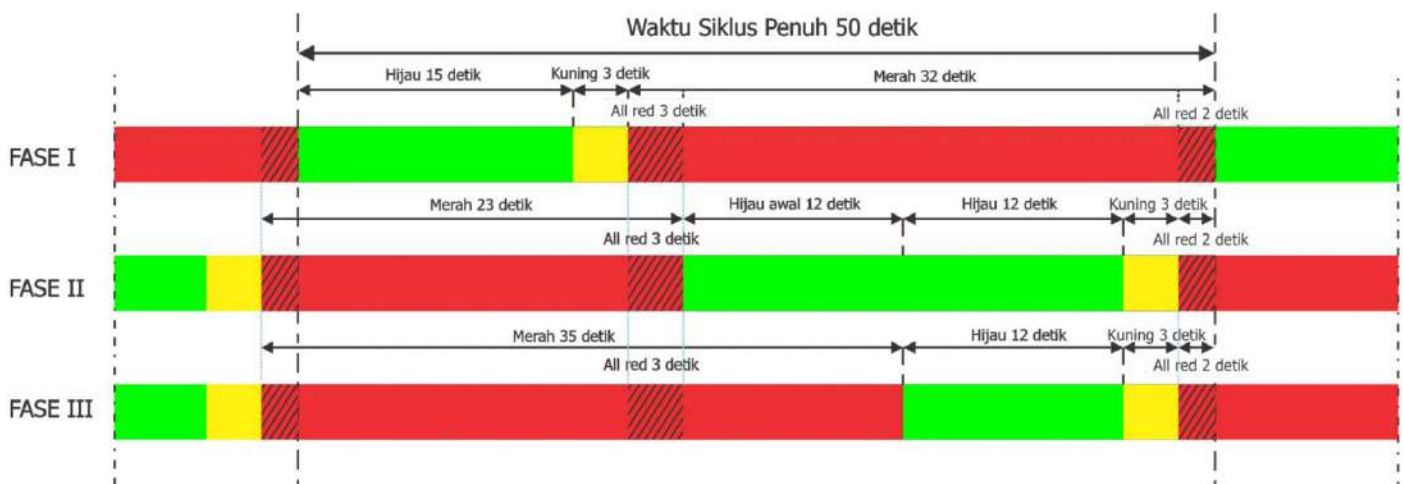 Waktu Siklus Penuh 50 detik
Hijau 15 detik
Kuning 3 detik
Merah 32 detik
All red 3 detik
All red 2 detik
FASE I
Merah 23 detik
Hijau awal 12 detik
Hijau 12 detik
Kuning 3 detik
All red 3 detik
All red 2 detik
FASE II
Merah 35 detik
Hijau 12 detik
Kuning 3 detik
All red 3 detik
All red 2 detik
FASE III